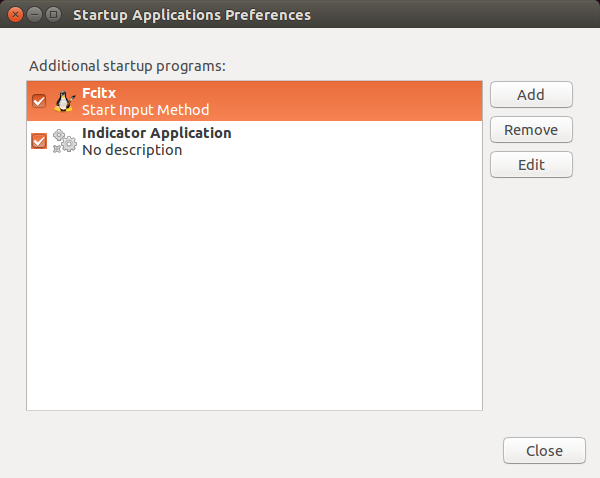 Startup Applications Preferences
Additional startup programs:
Fcitx
Start Input Method
Indicator Application
No description
Add
Remove
Edit
Close